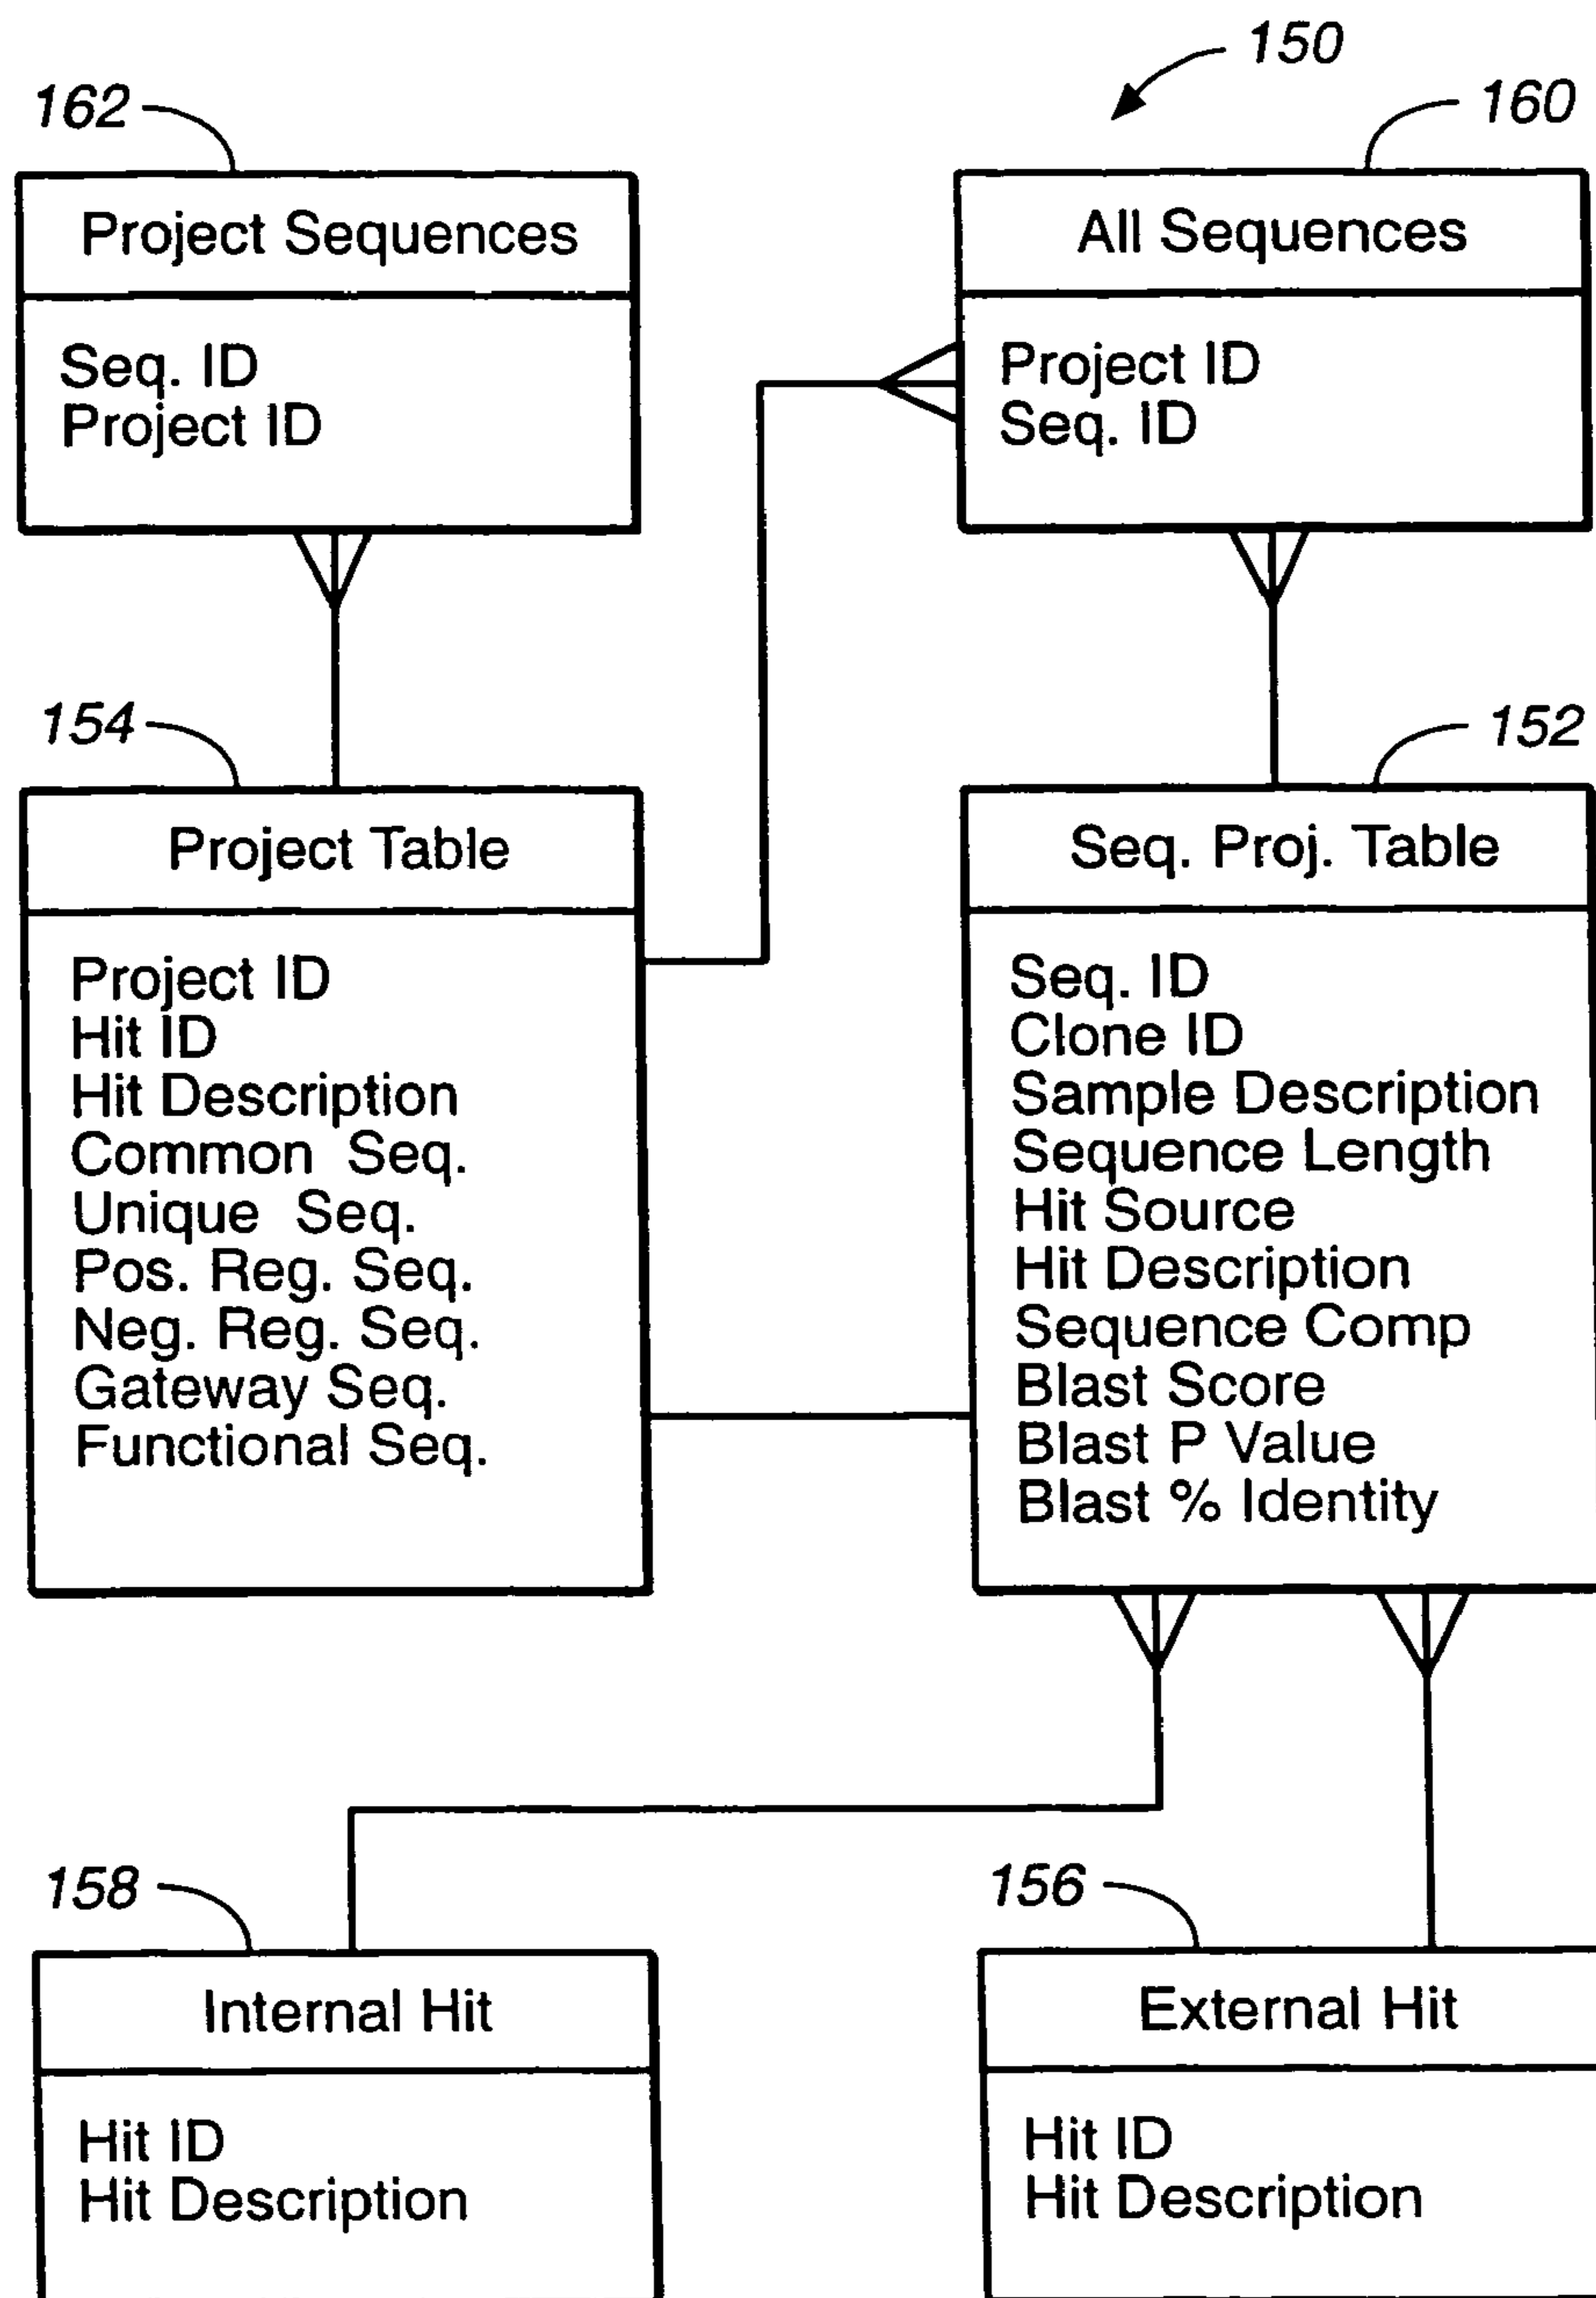 150
162
160
Project Sequences
Seq. ID
Project ID
All Sequences
Project ID
Seq. ID
154
152
Project Table
Project ID
Hit ID
Hit Description
Common Seq.
Unique Seq.
Pos. Reg. Seq.
Neg. Reg. Seq.
Gateway Seq.
Functional Seq.
Seq. Proj. Table
Seq. ID
Clone ID
Sample Description
Sequence Length
Hit Source
Hit Description
Sequence Comp
Blast Score
Blast P Value
Blast % Identity
158
156
Internal Hit
Hit ID
Hit Description
External Hit
Hit ID
Hit Description